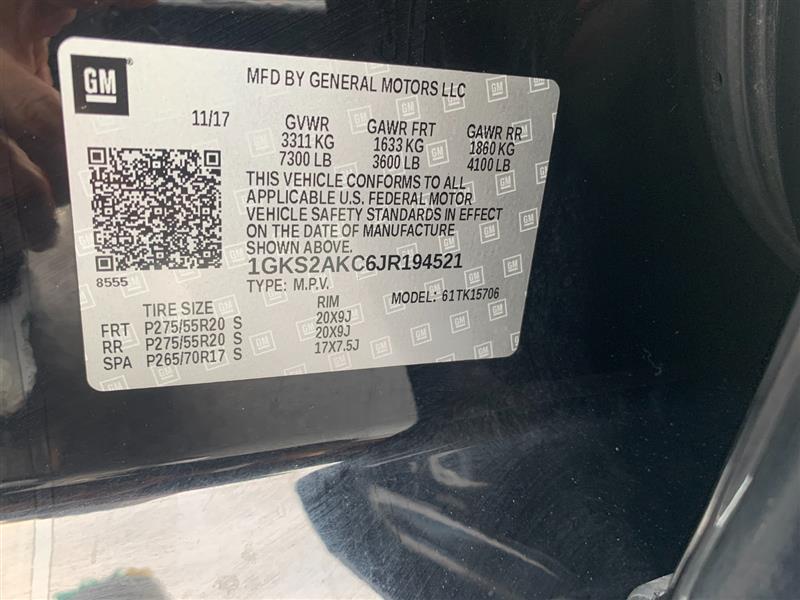 GM
MFD BY GENERAL MOTORS LLC
11/17
GVWR GAWR FRT GAWR RR
3311 KG 1633 KG 1860 KG
7300 LB 3600 LB 4100 LB
THIS VEHICLE CONFORMS TO ALL
APPLICABLE U.S. FEDERAL MOTOR
VEHICLE SAFETY STANDARDS IN EFFECT
ON THE DATE OF MANUFACTURE
SHOWN ABOVE.
1GKS2AKC6JR194521
8555
TYPE: M.P.V. MODEL: 61TK15706
TIRE SIZE RIM
FRT P275/55R20 S 20X9J
RR P275/55R20 S 20X9J
SPA P265/70R17 S 17X7.5J